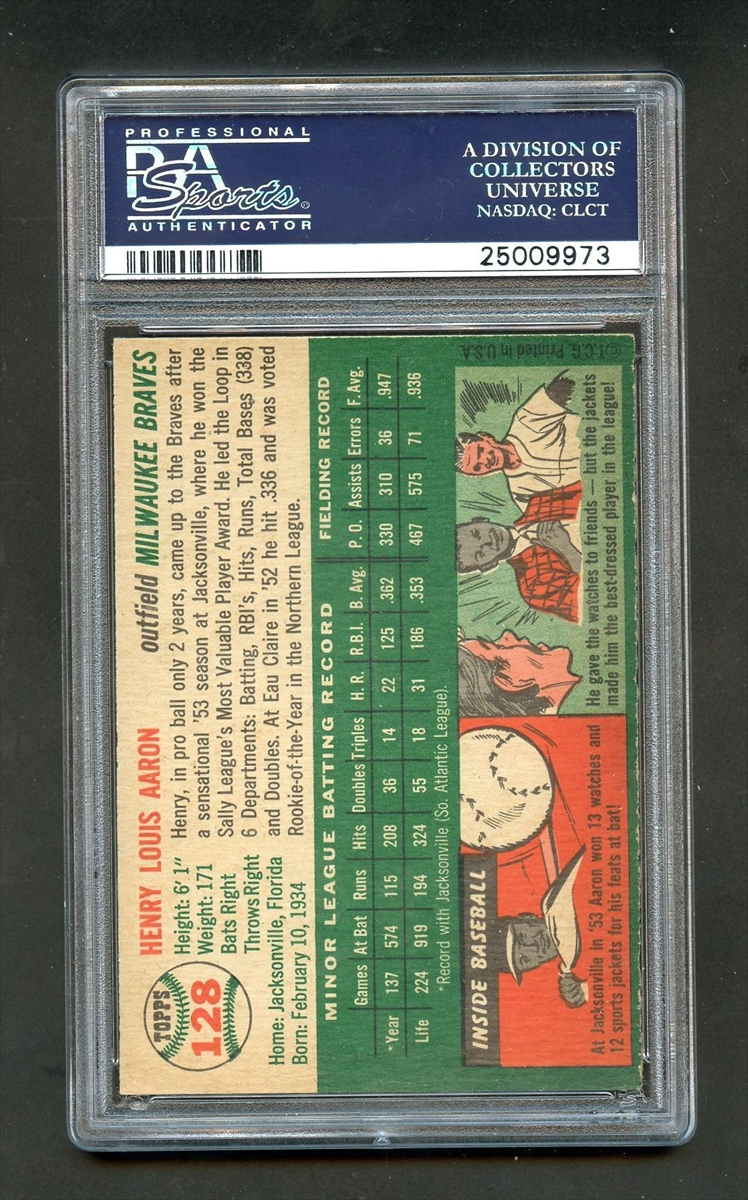 PROFESSIONAL
PSA
Sports
AUTHENTICATOR
A DIVISION OF
COLLECTORS
UNIVERSE
NASDAQ: CLCT
25009973
TOPPS
128
HENRY LOUIS AARON
outfield MILWAUKEE BRAVES
Height: 6' 1"
Weight: 171
Bats Right
Throws Right
Home: Jacksonville, Florida
Born: February 10, 1934
Henry, in pro ball only 2 years, came up to the Braves after
a sensational '53 season at Jacksonville, where he won the
Sally League's Most Valuable Player Award. He led the Loop in
6 Departments: Batting, RBI's, Hits, Runs, Total Bases (338)
and Doubles. At Eau Claire in '52 he hit .336 and was voted
Rookie-of-the-Year in the Northern League.
MINOR LEAGUE BATTING RECORD FIELDING RECORD
Games At Bat Runs Hits Doubles Triples H. R. R.B.I. B. Avg. P. O. Assists Errors F. Avg.
*Year 137 574 115 208 36 14 22 125 .362 330 310 36 .947
Life 224 919 194 324 55 18 31 186 .353 467 575 71 .936
*Record with Jacksonville (So. Atlantic League).
INSIDE BASEBALL
At Jacksonville in '53 Aaron won 13 watches and
12 sports jackets for his feats at bat!
He gave the watches to friends — but the jackets
made him the best-dressed player in the league!
©T.C.G. Printed in U.S.A.